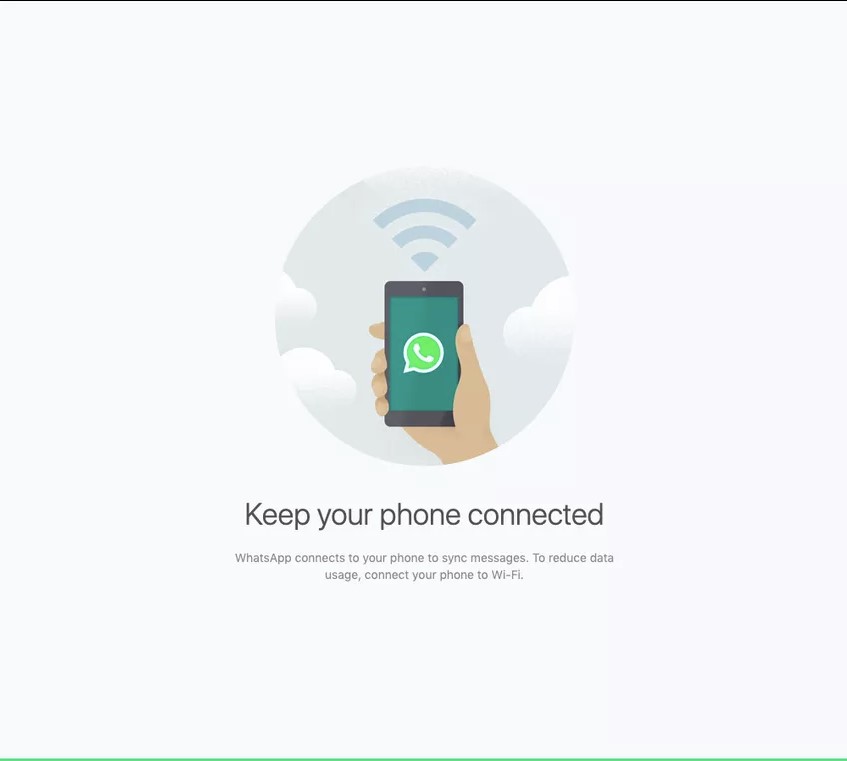 Keep your phone connected
WhatsApp connects to your phone to sync messages. To reduce data
usage, connect your phone to Wi-Fi.